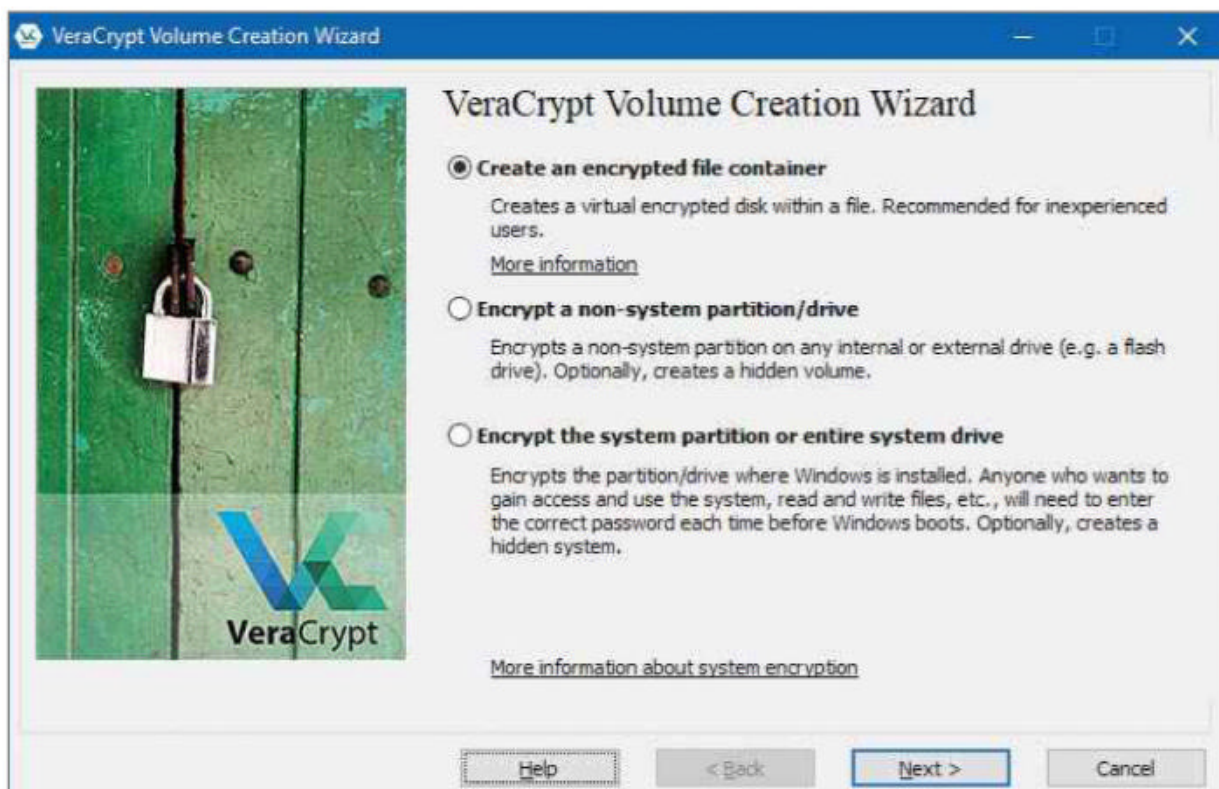 VeraCrypt Volume Creation Wizard
VeraCrypt Volume Creation Wizard
Create an encrypted file container
Creates a virtual encrypted disk within a file. Recommended for inexperienced
users.
More information
Encrypt a non-system partition/drive
Encrypts a non-system partition on any internal or external drive (e.g. a flash
drive). Optionally, creates a hidden volume.
Encrypt the system partition or entire system drive
Encrypts the partition/drive where Windows is installed. Anyone who wants to
gain access and use the system, read and write files, etc., will need to enter
the correct password each time before Windows boots. Optionally, creates a
hidden system.
VeraCrypt
More information about system encryption
Help
< Back
Next >
Cancel